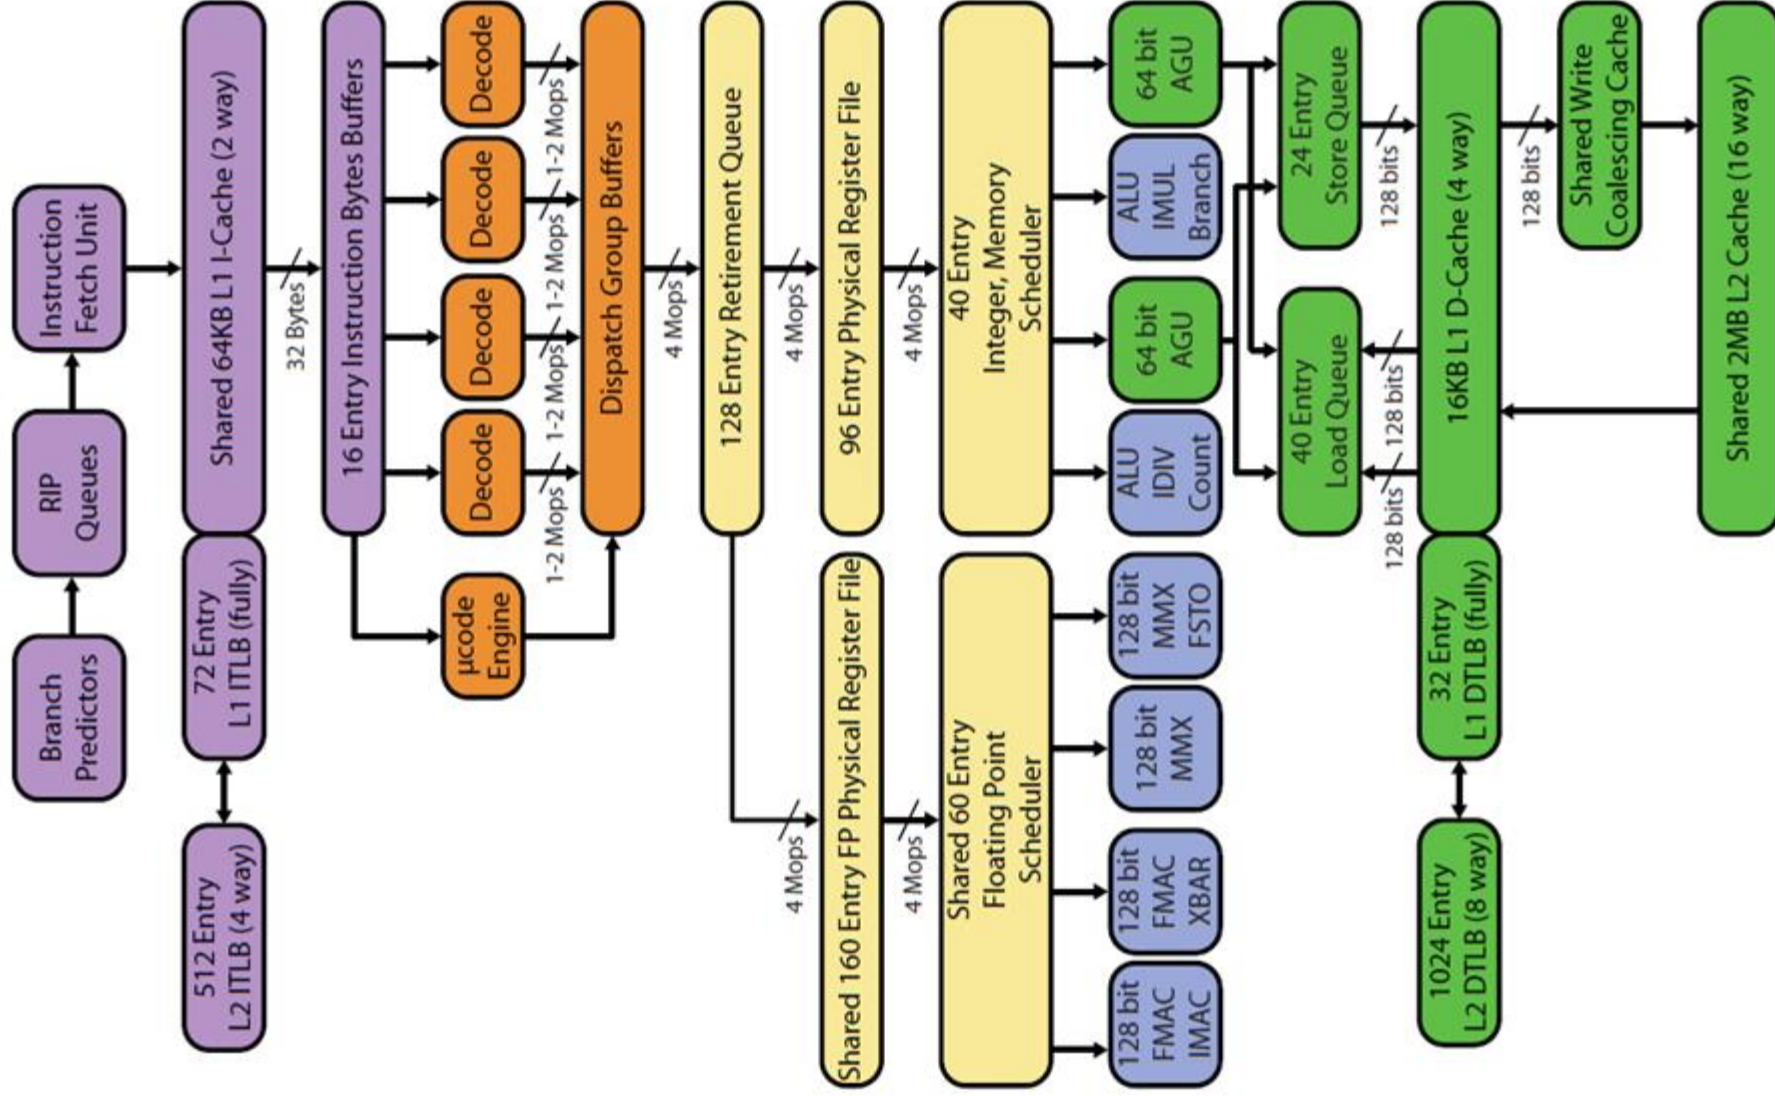 Branch
Predictors
RIP
Queues
Instruction
Fetch Unit
512 Entry
L2 ITLB (4 way)
72 Entry
L1 ITLB (fully)
Shared 64KB L1 I-Cache (2 way)
32 Bytes
16 Entry Instruction Bytes Buffers
µcode
Engine
Decode
Decode
Decode
Decode
1-2 Mops
1-2 Mops
1-2 Mops
1-2 Mops
Dispatch Group Buffers
4 Mops
128 Entry Retirement Queue
4 Mops
4 Mops
Shared 160 Entry FP Physical Register File
96 Entry Physical Register File
4 Mops
4 Mops
Shared 60 Entry
Floating Point
Scheduler
40 Entry
Integer, Memory
Scheduler
128 bit
FMAC
IMAC
128 bit
FMAC
XBAR
128 bit
MMX
128 bit
MMX
FSTO
ALU
IDIV
Count
64 bit
AGU
ALU
IMUL
Branch
64 bit
AGU
40 Entry
Load Queue
24 Entry
Store Queue
128 bits
128 bits
128 bits
1024 Entry
L2 DTLB (8 way)
32 Entry
L1 DTLB (fully)
16KB L1 D-Cache (4 way)
128 bits
Shared Write
Coalescing Cache
Shared 2MB L2 Cache (16 way)